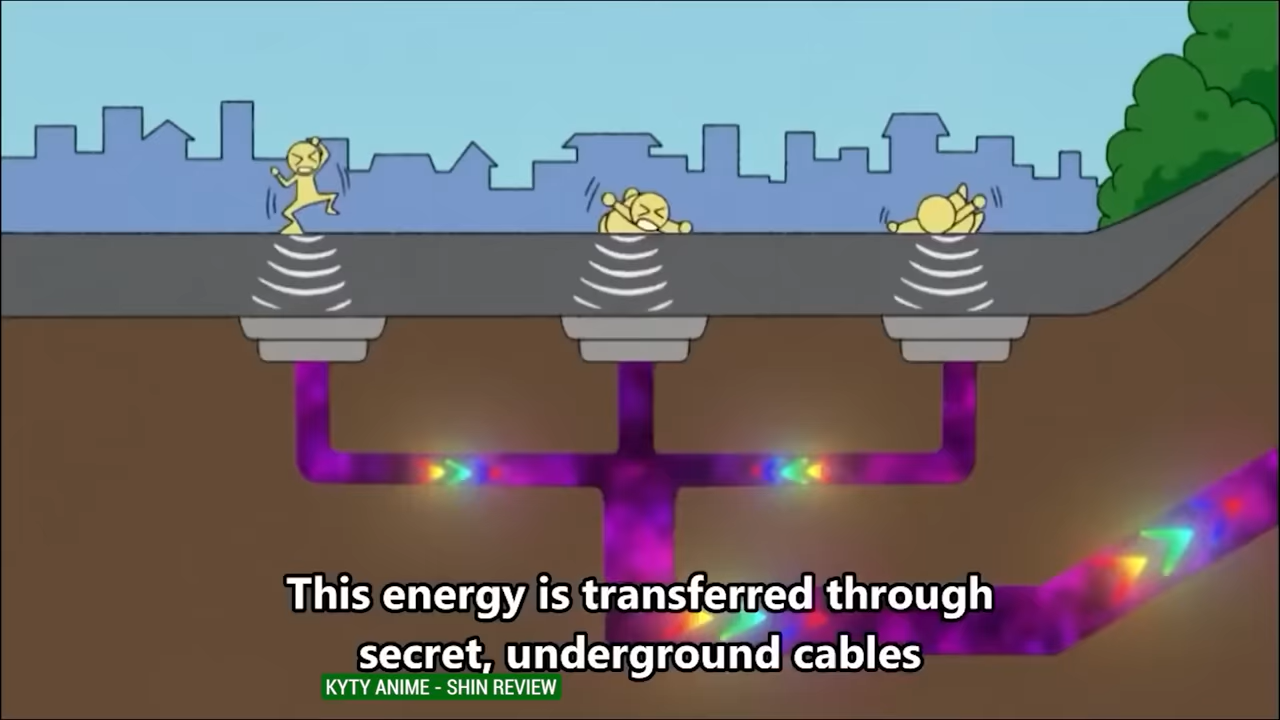 This energy is transferred through
secret, underground cables
KYTY ANIME - SHIN REVIEW